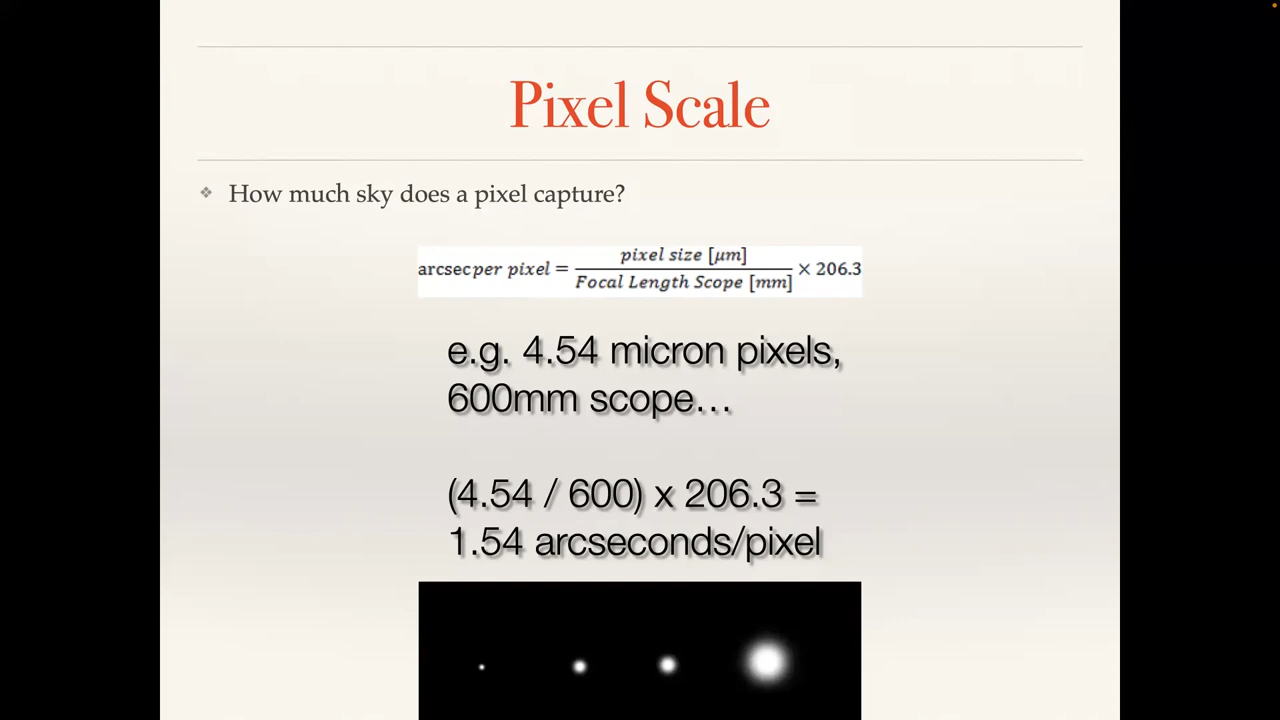 Pixel Scale
❖ How much sky does a pixel capture?
arcsec per pixel = pixel size [μm] / Focal Length Scope [mm] × 206.3
e.g. 4.54 micron pixels,
600mm scope…
(4.54 / 600) x 206.3 =
1.54 arcseconds/pixel